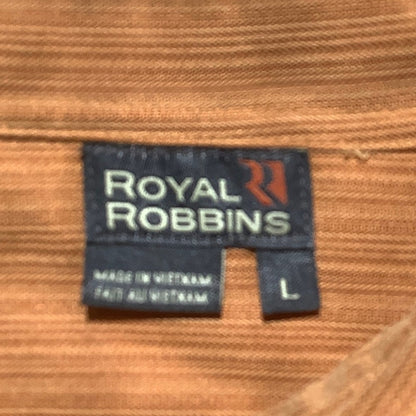 ROYAL
ROBBINS
MADE IN VIETNAM
FAIT AU VIETNAM
L